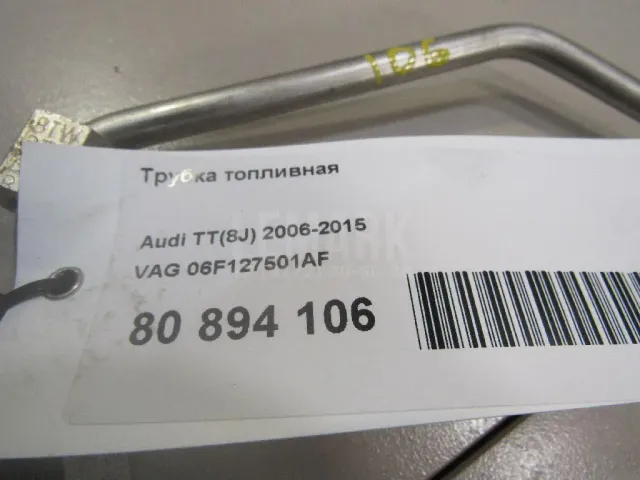 106
Трубка топливная
Audi TT(8J) 2006-2015
VAG 06F127501AF
80 894 106